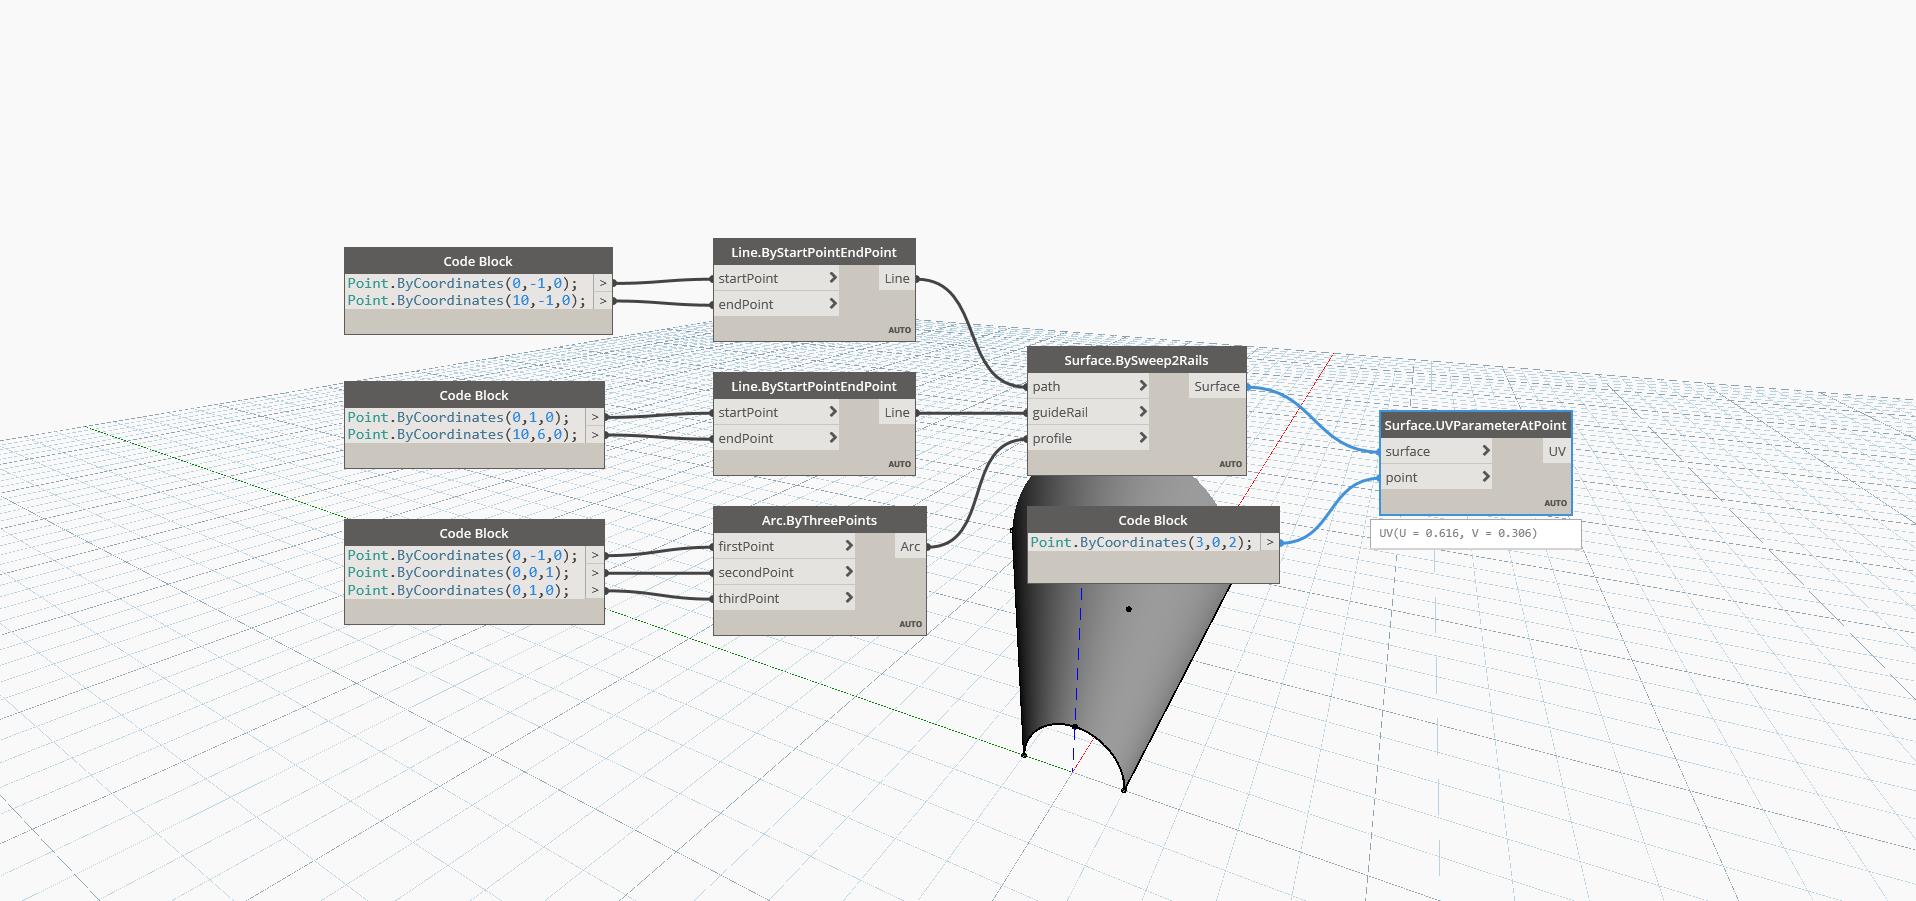 Code Block
Point.ByCoordinates(0,-1,0); >
Point.ByCoordinates(10,-1,0); >
Line.ByStartPointEndPoint
startPoint > Line
endPoint >
AUTO
Code Block
Point.ByCoordinates(0,1,0); >
Point.ByCoordinates(10,6,0); >
Line.ByStartPointEndPoint
startPoint > Line
endPoint >
AUTO
Code Block
Point.ByCoordinates(0,-1,0); >
Point.ByCoordinates(0,0,1); >
Point.ByCoordinates(0,1,0); >
Arc.ByThreePoints
firstPoint > Arc
secondPoint >
thirdPoint >
AUTO
Surface.BySweep2Rails
path > Surface
guideRail >
profile >
AUTO
Code Block
Point.ByCoordinates(3,0,2); >
Surface.UVParameterAtPoint
surface > UV
point >
AUTO
UV(U = 0.616, V = 0.306)